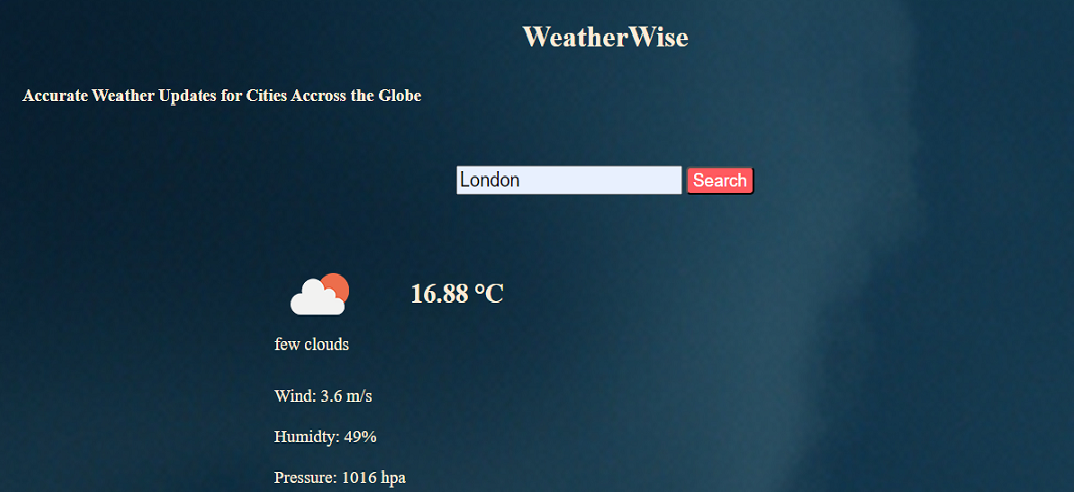 WeatherWise
Accurate Weather Updates for Cities Accross the Globe
London Search
16.88 °C
few clouds
Wind: 3.6 m/s
Humidty: 49%
Pressure: 1016 hpa